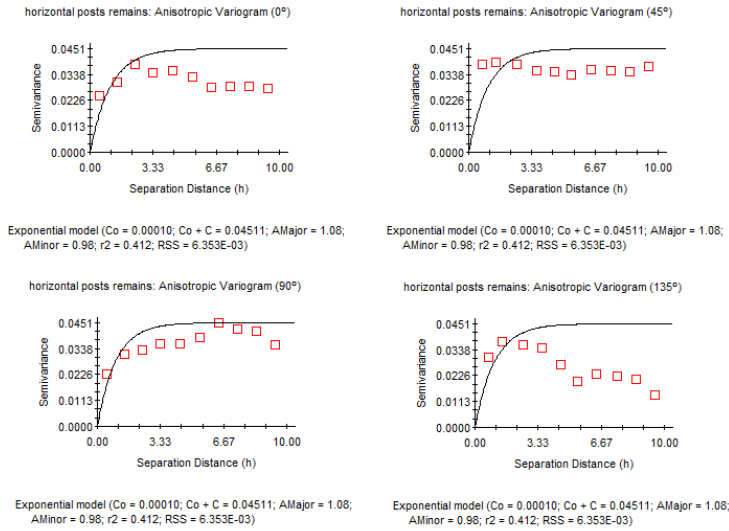 horizontal posts remains: Anisotropic Variogram (0º)
0.0451
0.0338
0.0226
0.0113
0.0000
Semivariance
0.00 3.33 6.67 10.00
Separation Distance (h)
Exponential model (Co = 0.00010; Co + C = 0.04511; AMajor = 1.08;
AMinor = 0.98; r2 = 0.412; RSS = 6.353E-03)
horizontal posts remains: Anisotropic Variogram (45º)
0.0451
0.0338
0.0226
0.0113
0.0000
Semivariance
0.00 3.33 6.67 10.00
Separation Distance (h)
Exponential model (Co = 0.00010; Co + C = 0.04511; AMajor = 1.08;
AMinor = 0.98; r2 = 0.412; RSS = 6.353E-03)
horizontal posts remains: Anisotropic Variogram (90º)
0.0451
0.0338
0.0226
0.0113
0.0000
Semivariance
0.00 3.33 6.67 10.00
Separation Distance (h)
Exponential model (Co = 0.00010; Co + C = 0.04511; AMajor = 1.08;
AMinor = 0.98; r2 = 0.412; RSS = 6.353E-03)
horizontal posts remains: Anisotropic Variogram (135º)
0.0451
0.0338
0.0226
0.0113
0.0000
Semivariance
0.00 3.33 6.67 10.00
Separation Distance (h)
Exponential model (Co = 0.00010; Co + C = 0.04511; AMajor = 1.08;
AMinor = 0.98; r2 = 0.412; RSS = 6.353E-03)